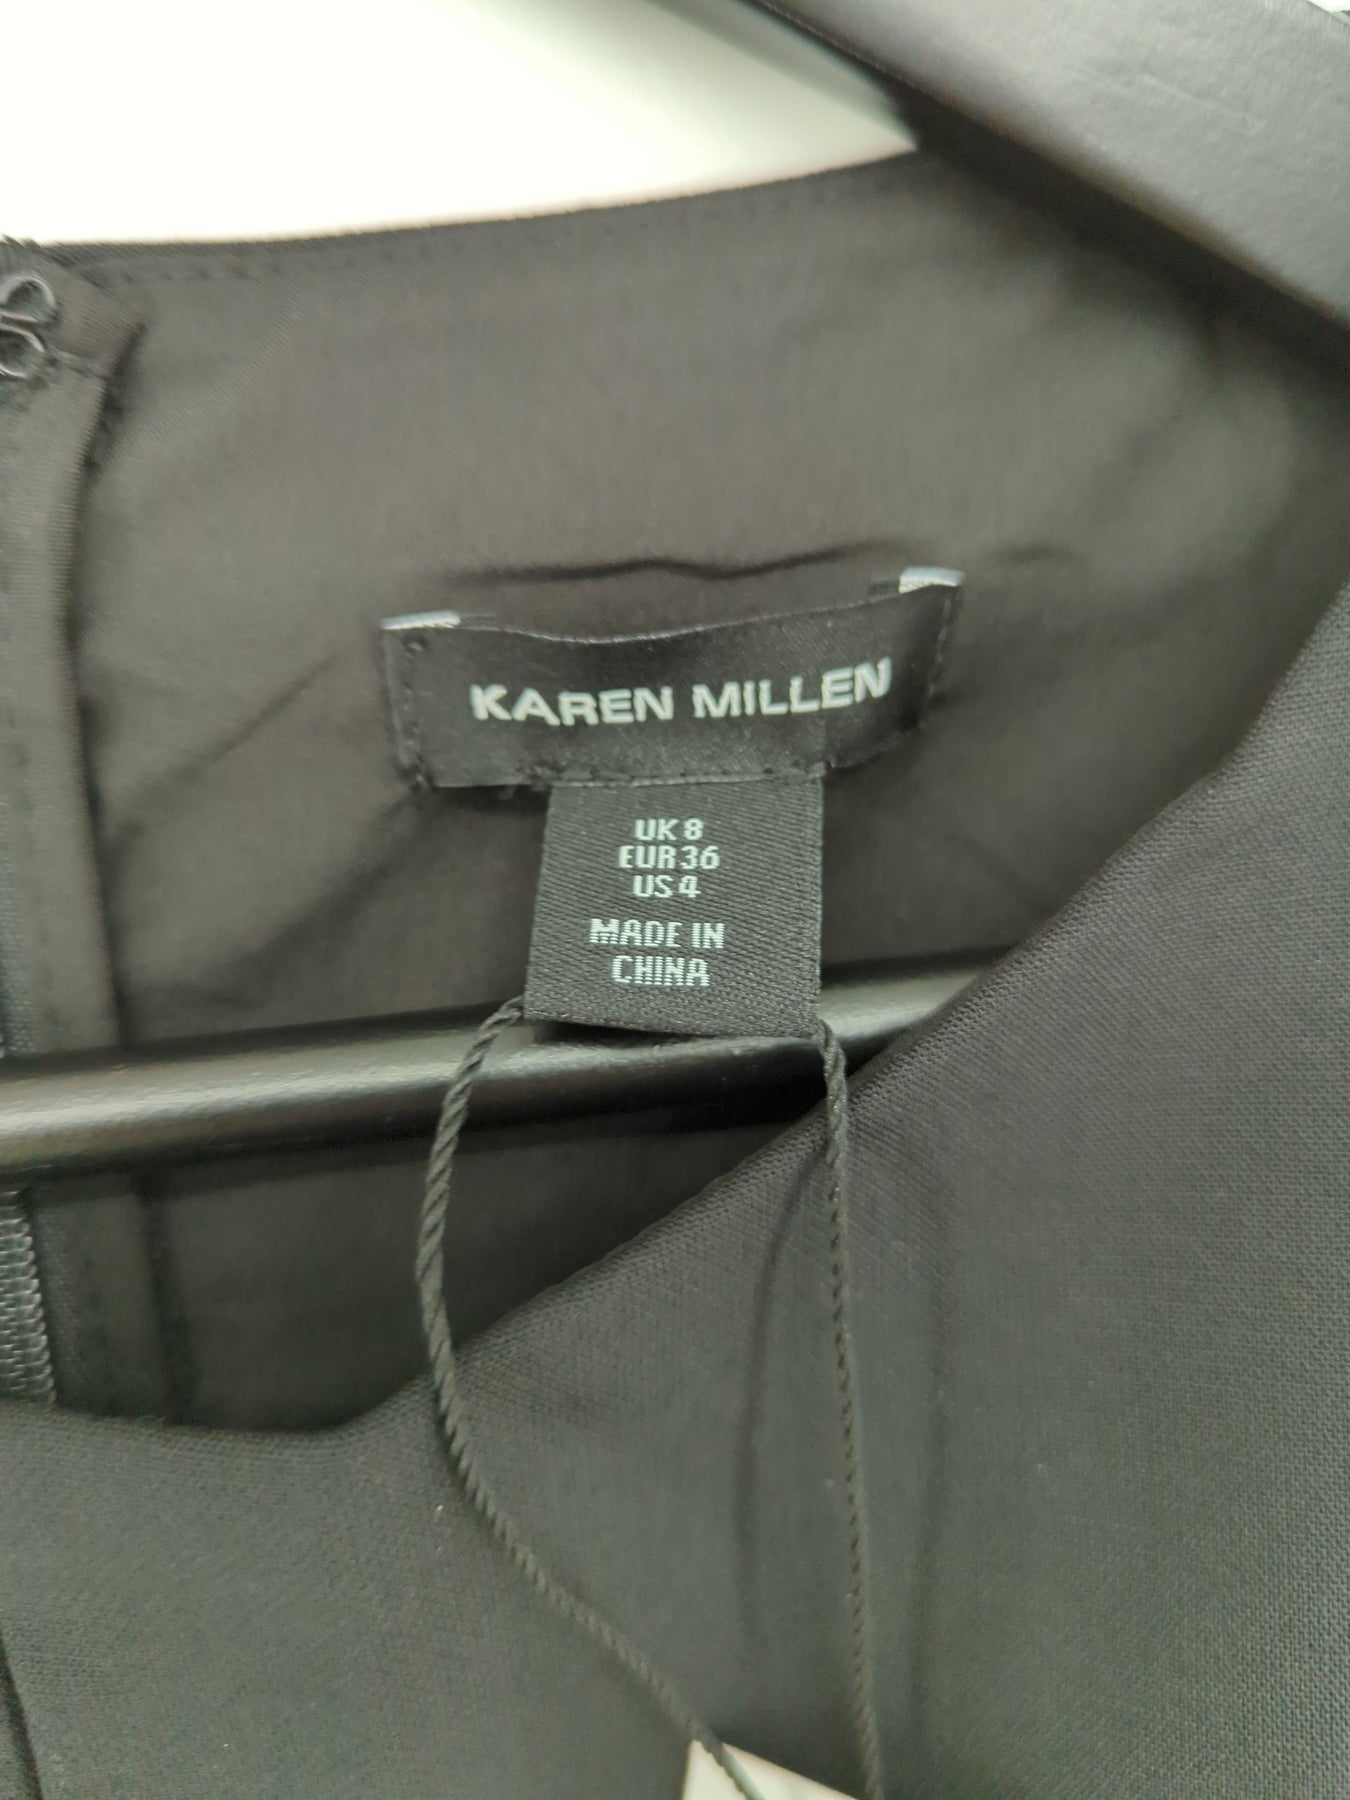 KAREN MILLEN
UK 8
EUR 36
US 4
MADE IN
CHINA